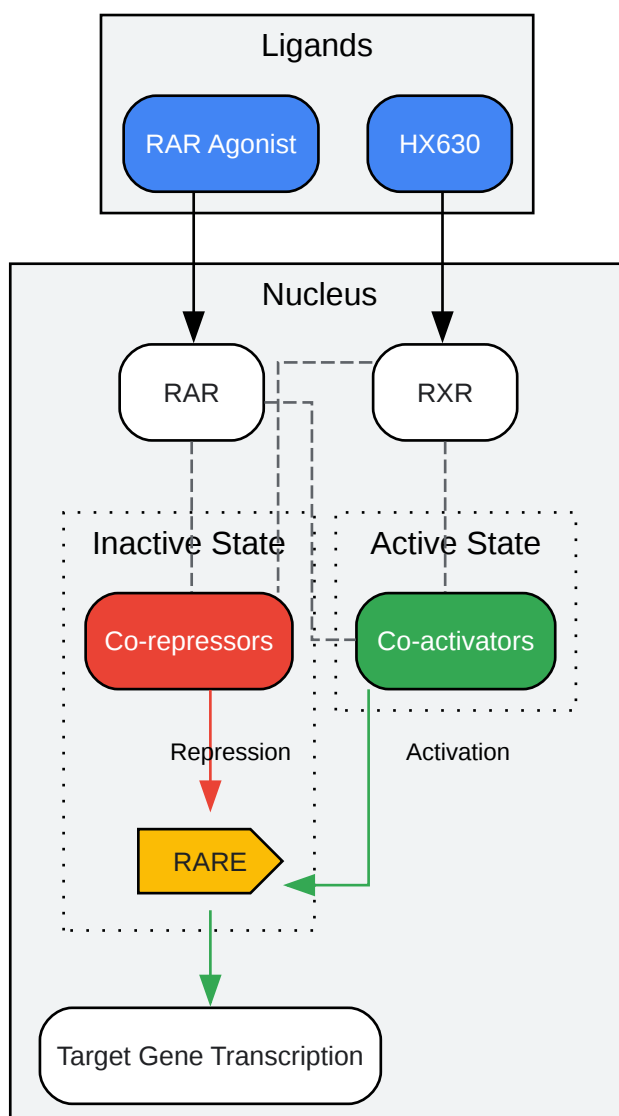 Ligands
RAR Agonist
HX630
Nucleus
RAR
RXR
Inactive State
Active State
Co-repressors
Co-activators
Repression
Activation
RARE
Target Gene Transcription